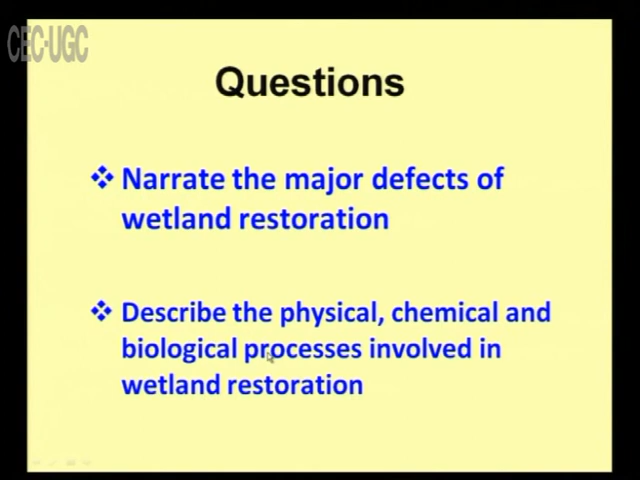 CEC-UGC
Questions
Narrate the major defects of
wetland restoration
Describe the physical, chemical and
biological processes involved in
wetland restoration